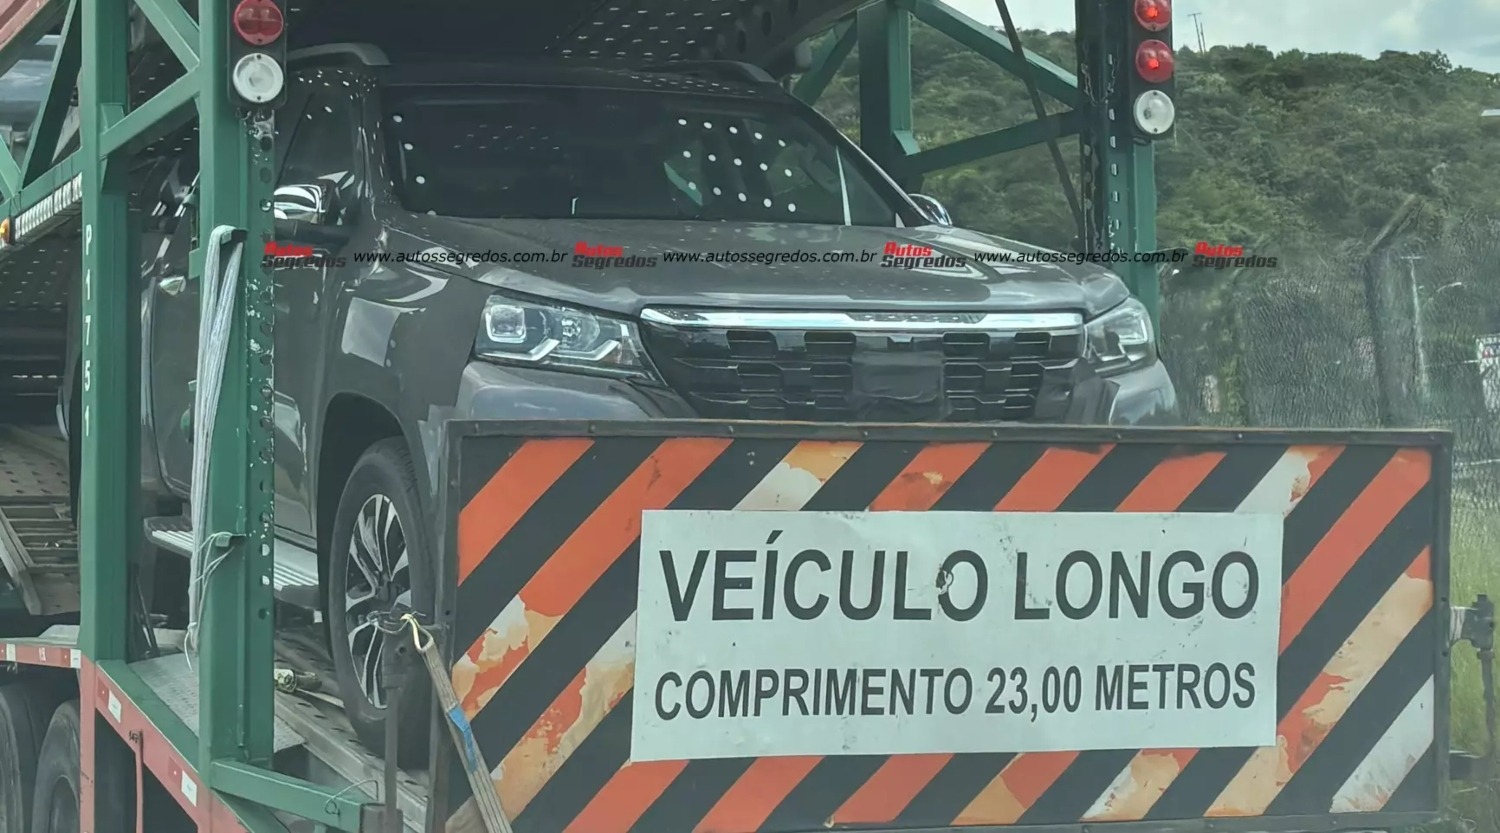 Autos Segredos www.autossegredos.com.br Autos Segredos www.autossegredos.com.br Autos Segredos www.autossegredos.com.br Autos Segredos
P1751
VEÍCULO LONGO
COMPRIMENTO 23,00 METROS